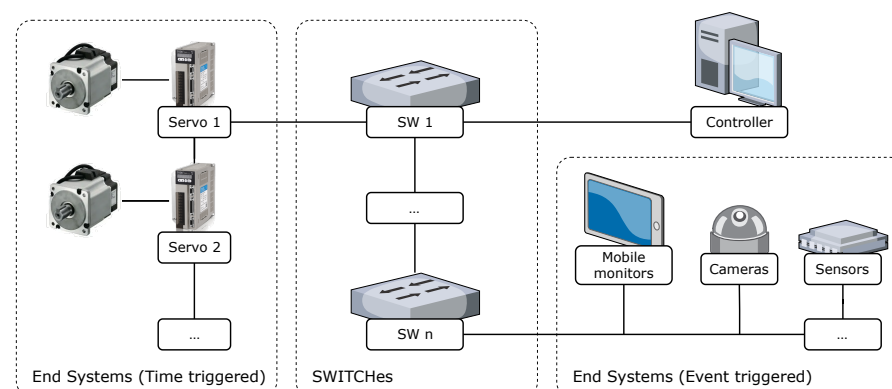 Servo 1
SW 1
Controller
...
Mobile
monitors
Cameras
Sensors
Servo 2
SW n
...
...
End Systems (Time triggered)
SWITCHes
End Systems (Event triggered)